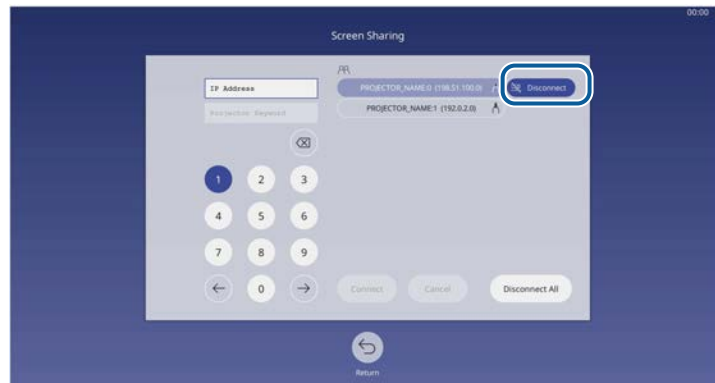 00:00
Screen Sharing
IP Address
Projector Keyword
PROJECTOR_NAME:0 (198.51.100.0)
Disconnect
PROJECTOR_NAME:1 (192.0.2.0)
1 2 3
4 5 6
7 8 9
0
Connect Cancel Disconnect All
Return